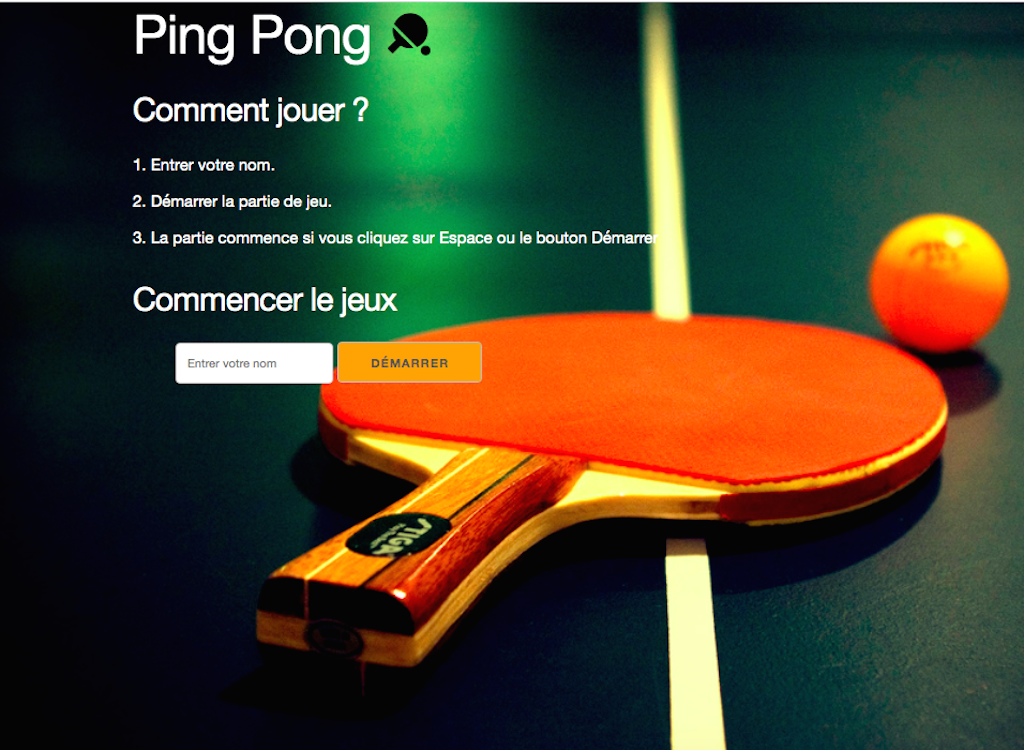 Ping Pong
Comment jouer ?
1. Entrer votre nom.
2. Démarrer la partie de jeu.
3. La partie commence si vous cliquez sur Espace ou le bouton Démarrer
Commencer le jeux
Entrer votre nom
DÉMARRER
STIGA